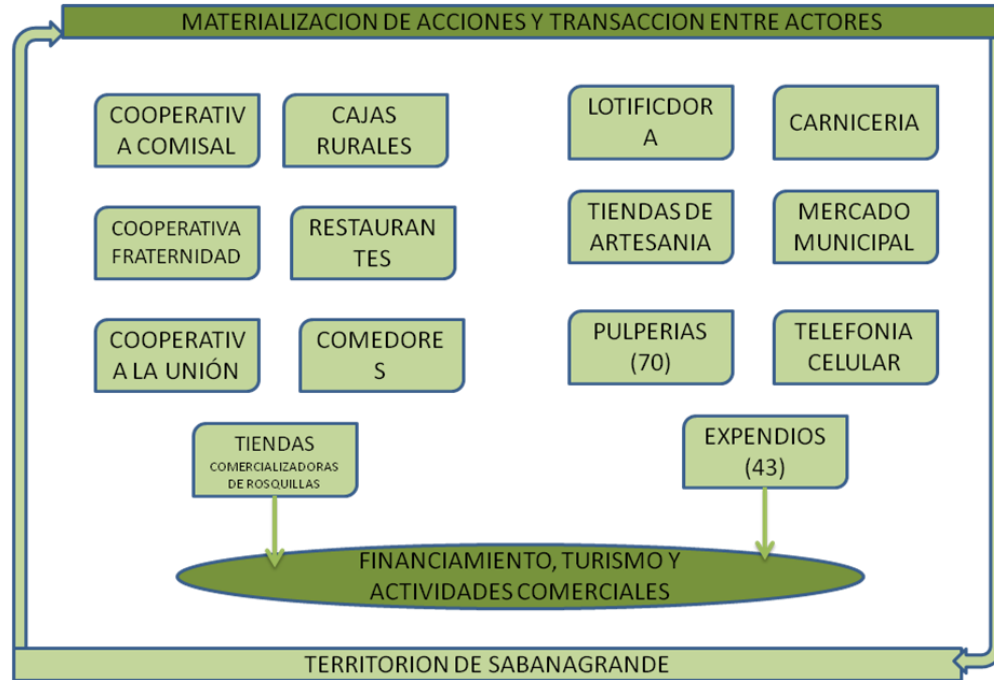 MATERIALIZACION DE ACCIONES Y TRANSACCION ENTRE ACTORES
COOPERATIV
A COMISAL
CAJAS
RURALES
LOTIFICDOR
A
CARNICERIA
COOPERATIVA
FRATERNIDAD
RESTAURAN
TES
TIENDAS DE
ARTESANIA
MERCADO
MUNICIPAL
COOPERATIV
A LA UNIÓN
COMEDORE
S
PULPERIAS
(70)
TELEFONIA
CELULAR
TIENDAS
COMERCIALIZADORAS
DE ROSQUILLAS
EXPENDIOS
(43)
FINANCIAMIENTO, TURISMO Y
ACTIVIDADES COMERCIALES
TERRITORION DE SABANAGRANDE